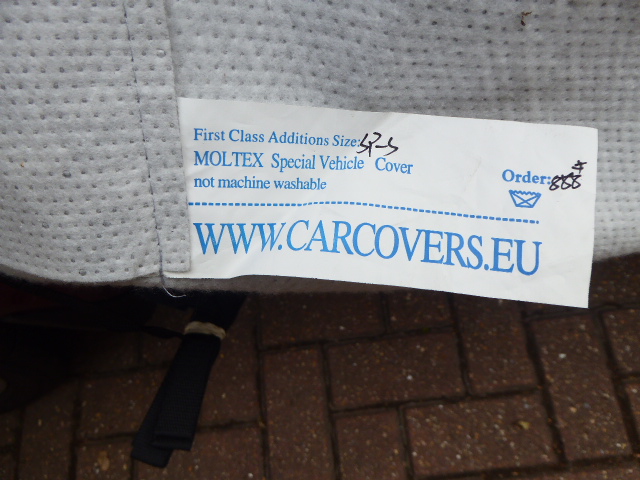 First Class Additions Size:
MOLTEX Special Vehicle Cover
not machine washable
Order:
WWW.CARCOVERS.EU